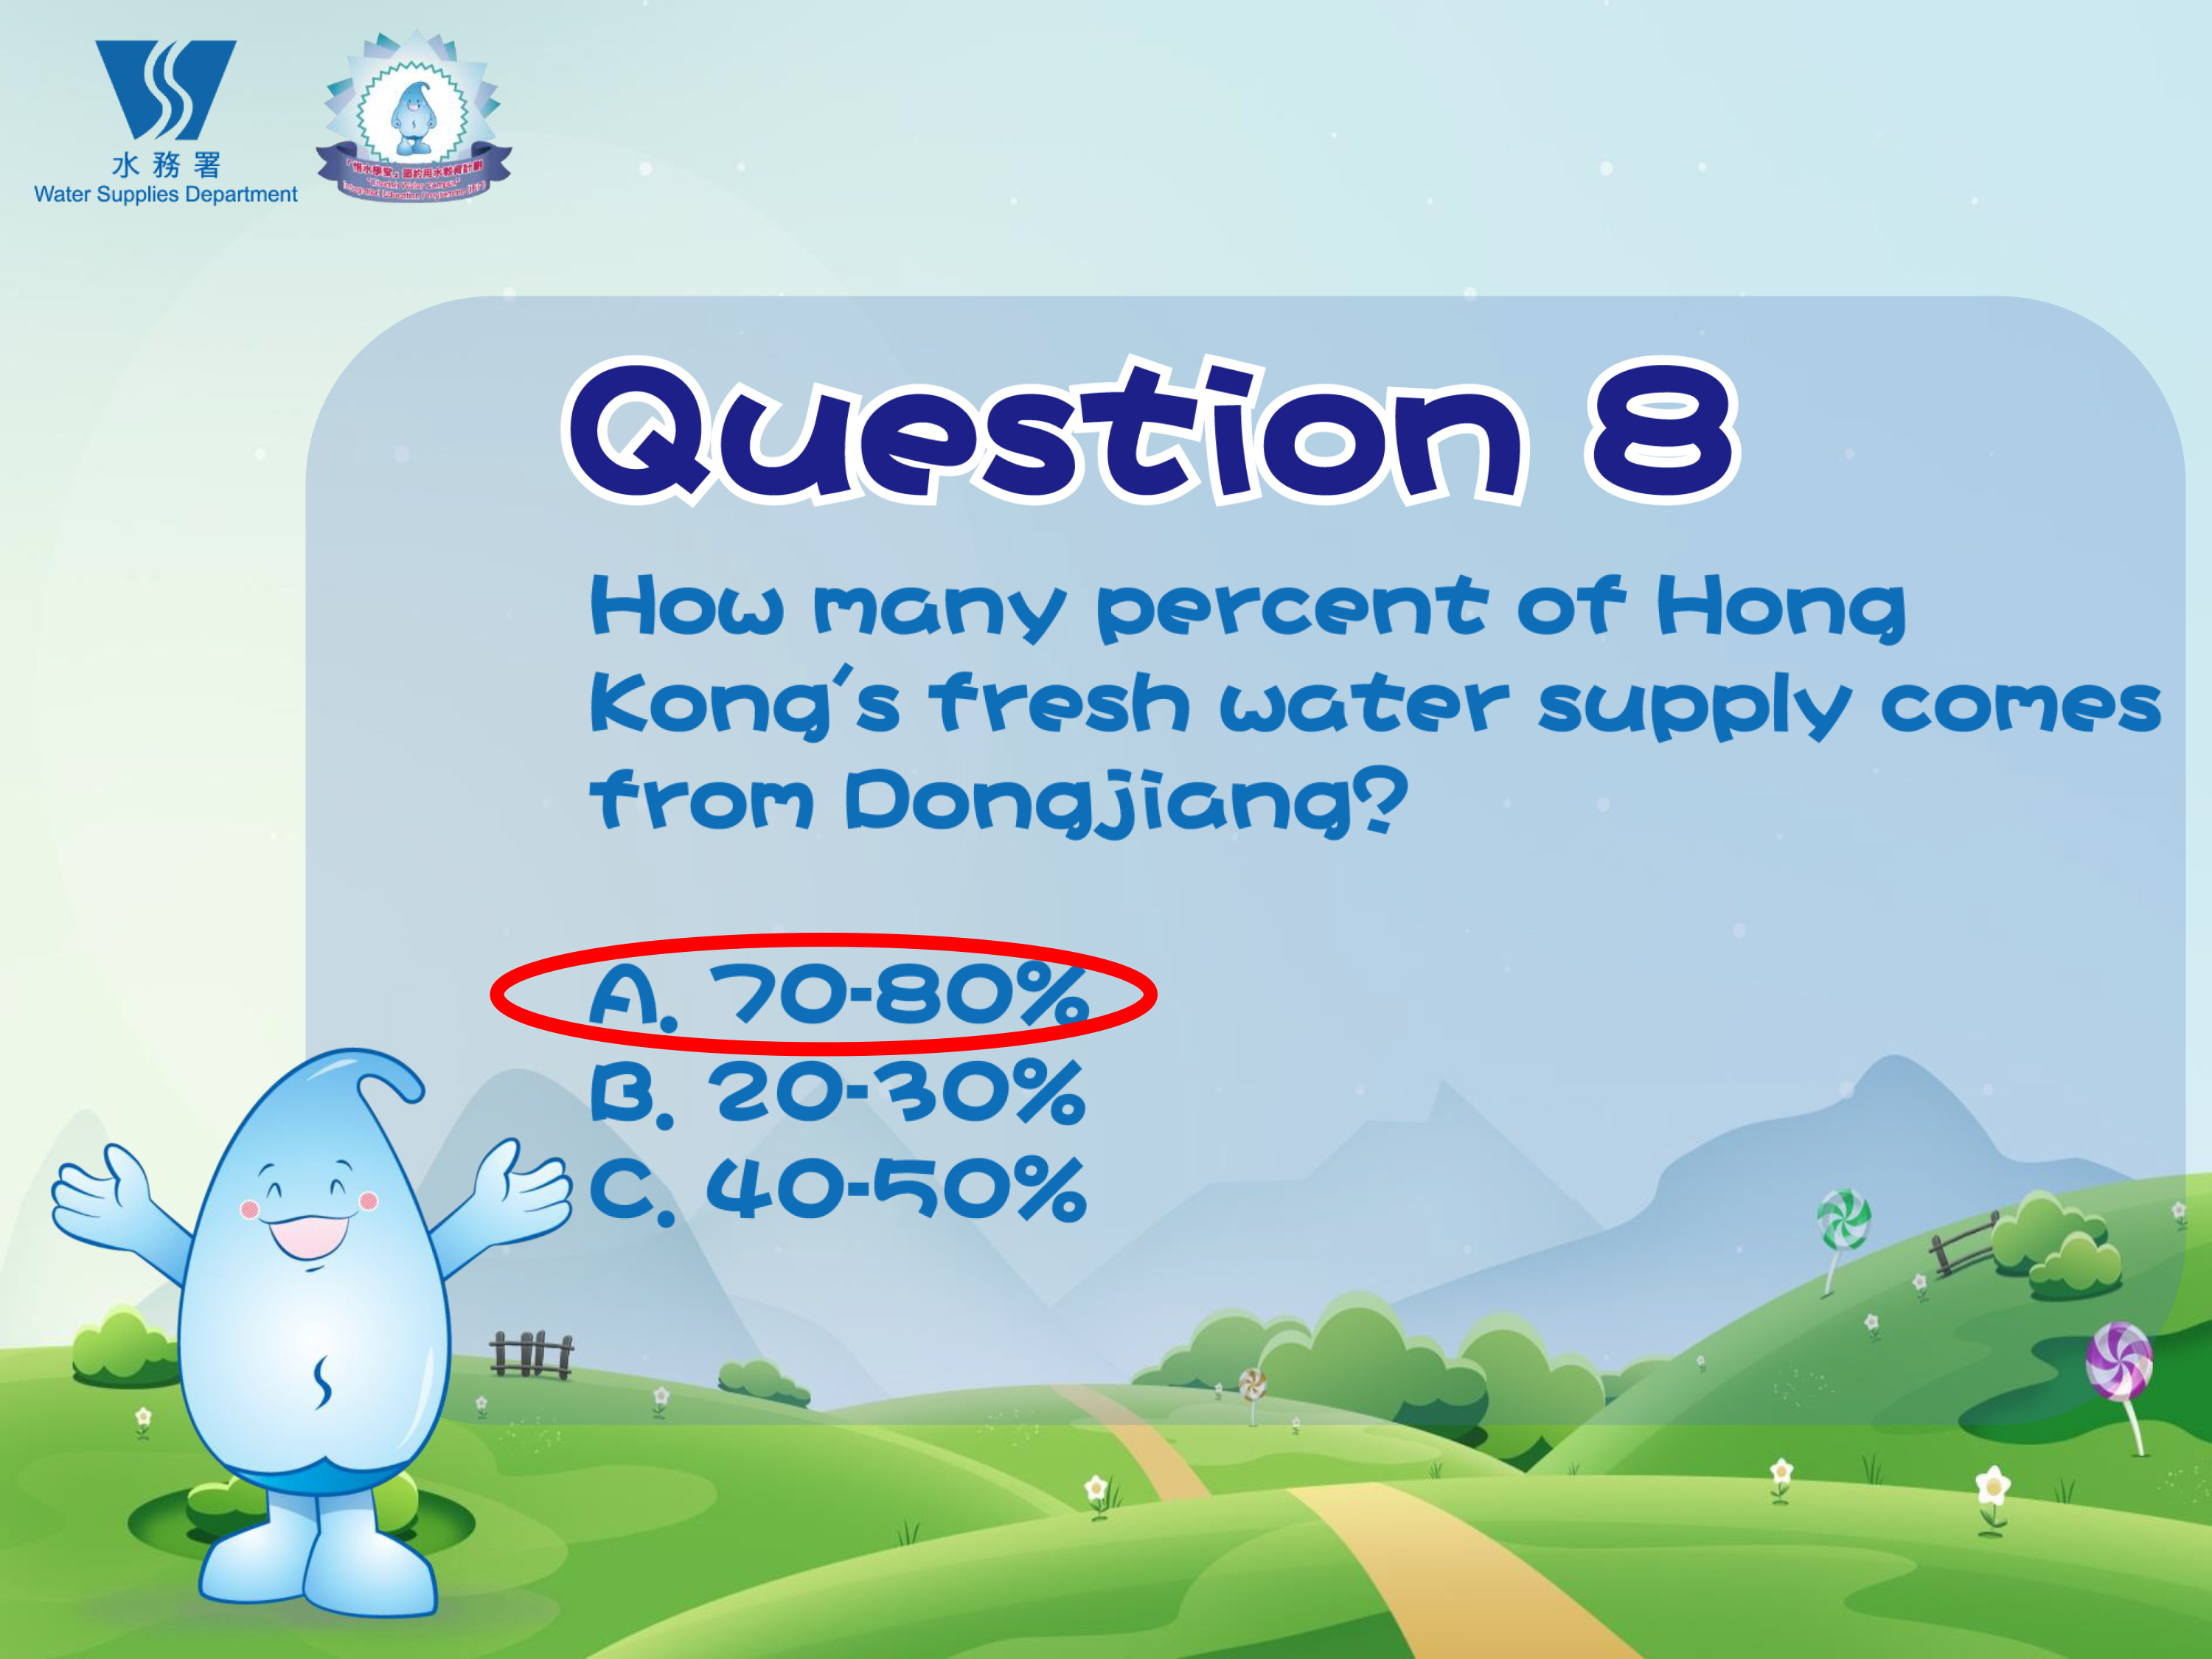 水務署
Water Supplies Department
「惜水學堂」節約用水教育計劃
"Cherish Water Campus"
Integrated Education Programme (IEP)
Question 8
How many percent of Hong
Kong's fresh water supply comes
from Dongjiang?
A. 70-80%
B. 20-30%
C. 40-50%